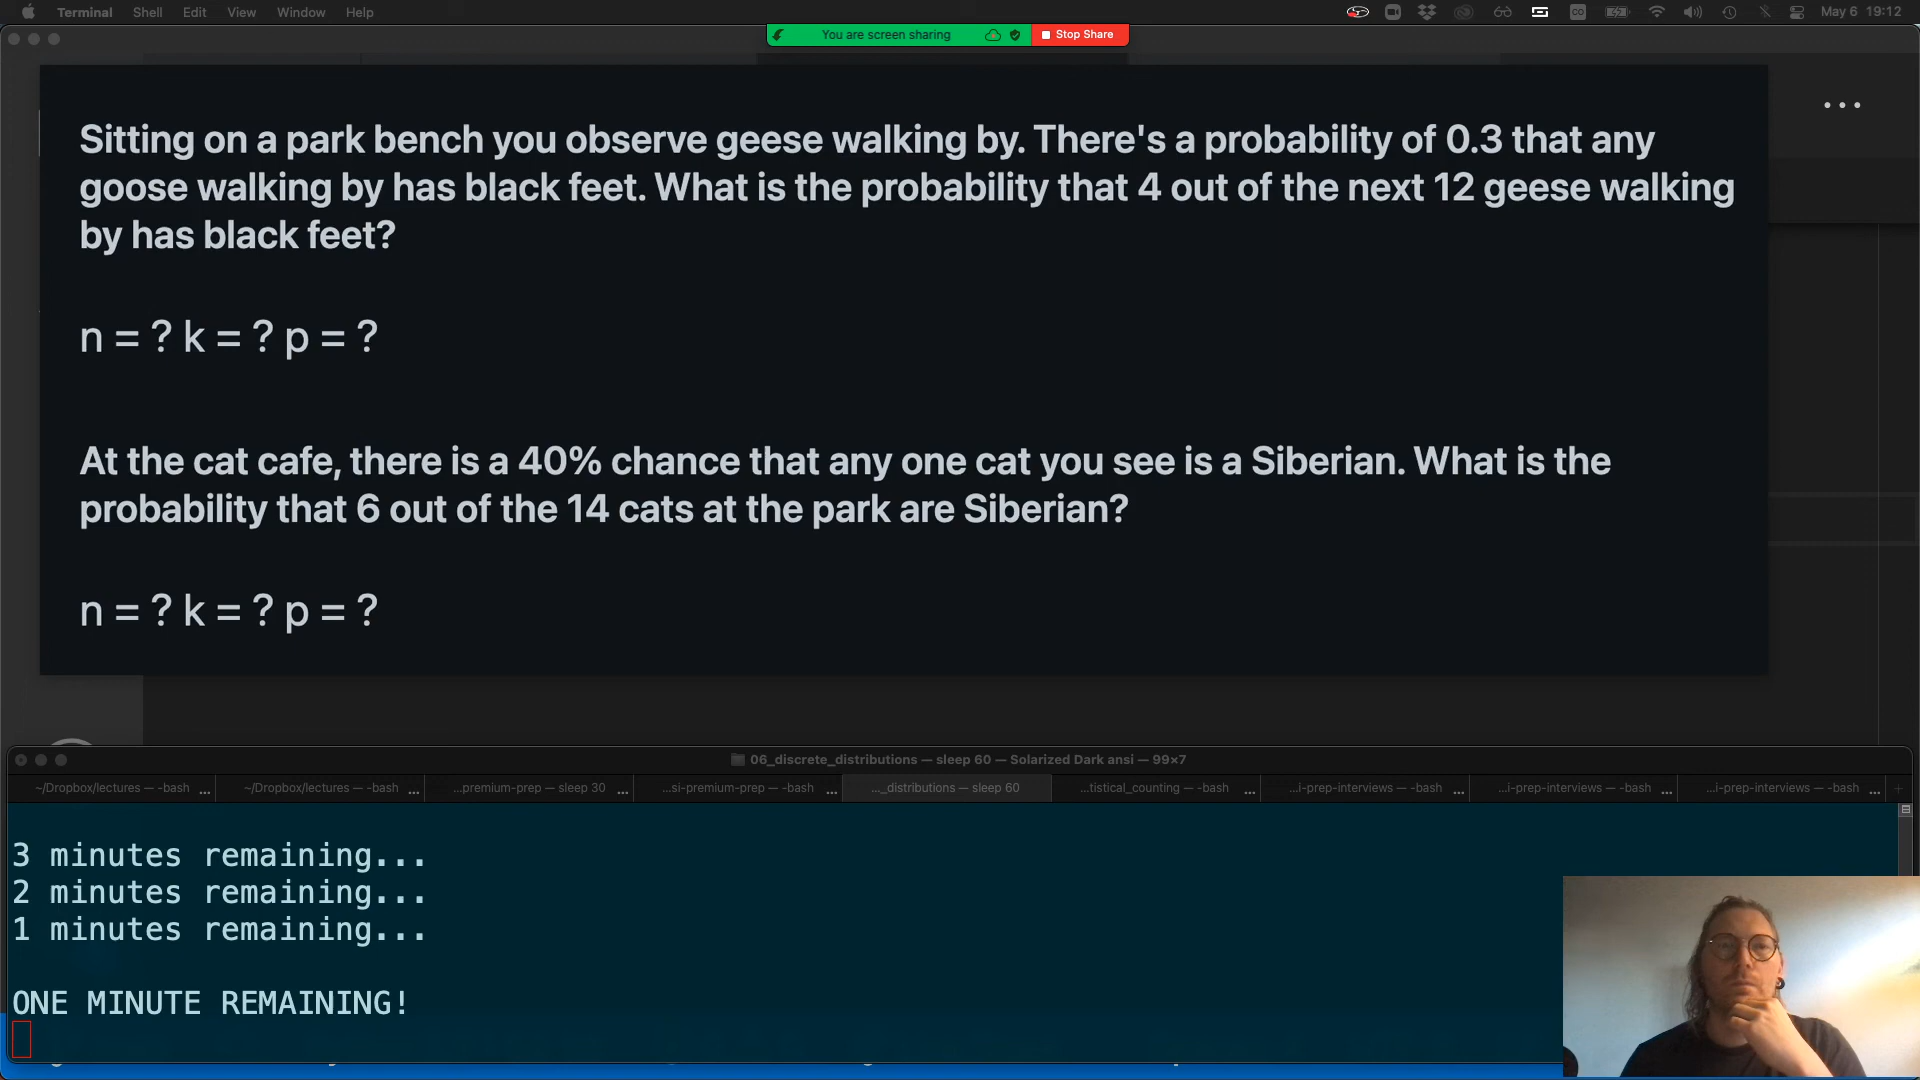 Terminal Shell Edit View Window Help May 6 19:12
You are screen sharing Stop Share
Sitting on a park bench you observe geese walking by. There's a probability of 0.3 that any
goose walking by has black feet. What is the probability that 4 out of the next 12 geese walking
by has black feet?
n = ? k = ? p = ?
At the cat cafe, there is a 40% chance that any one cat you see is a Siberian. What is the
probability that 6 out of the 14 cats at the park are Siberian?
n = ? k = ? p = ?
06_discrete_distributions — sleep 60 — Solarized Dark ansi — 99×7
~/Dropbox/lectures — -bash ... ~/Dropbox/lectures — -bash ... ...premium-prep — sleep 30 ... ...si-premium-prep — -bash ... ..._distributions — sleep 60 ...tistical_counting — -bash ... ...i-prep-interviews — -bash ... ...i-prep-interviews — -bash ... ...i-prep-interviews — -bash ...
3 minutes remaining...
2 minutes remaining...
1 minutes remaining...
ONE MINUTE REMAINING!